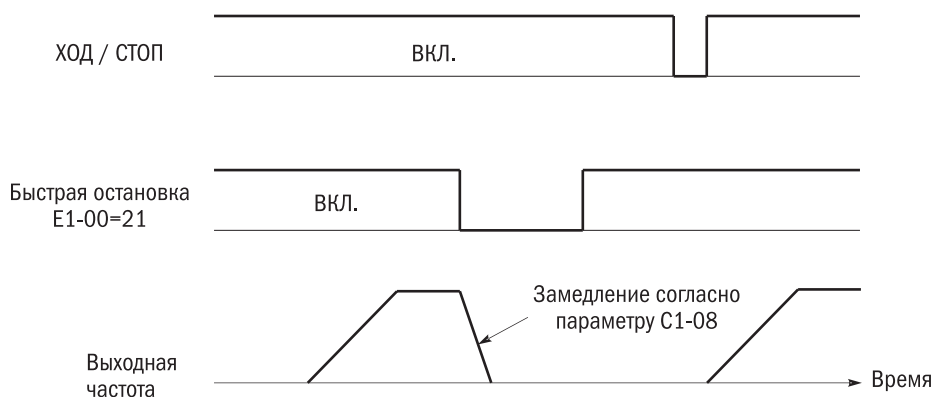 ХОД / СТОП
ВКЛ.
Быстрая остановка
E1-00=21
ВКЛ.
Замедление согласно
параметру C1-08
Выходная
частота
Время